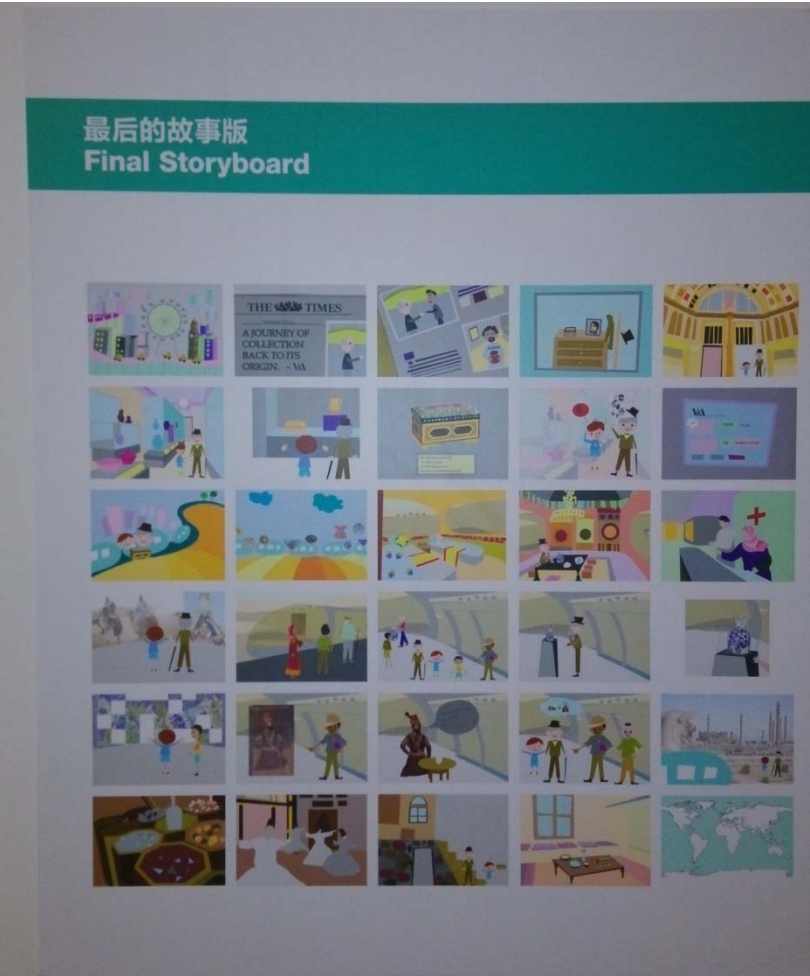 最后的故事版
Final Storyboard
THE TIMES
A JOURNEY OF
COLLECTION
BACK TO ITS
ORIGIN. - V&A
V&A